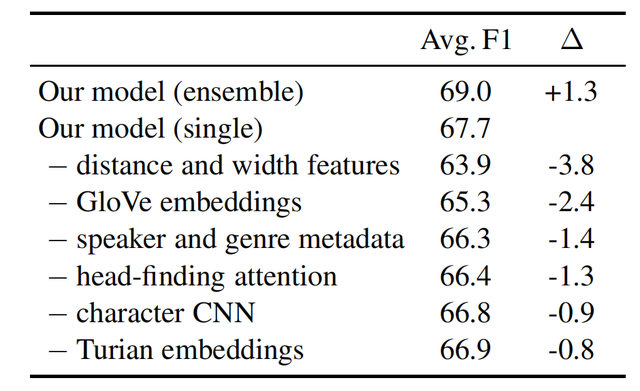 Avg. F1 Δ
Our model (ensemble) 69.0 +1.3
Our model (single) 67.7
− distance and width features 63.9 -3.8
− GloVe embeddings 65.3 -2.4
− speaker and genre metadata 66.3 -1.4
− head-finding attention 66.4 -1.3
− character CNN 66.8 -0.9
− Turian embeddings 66.9 -0.8